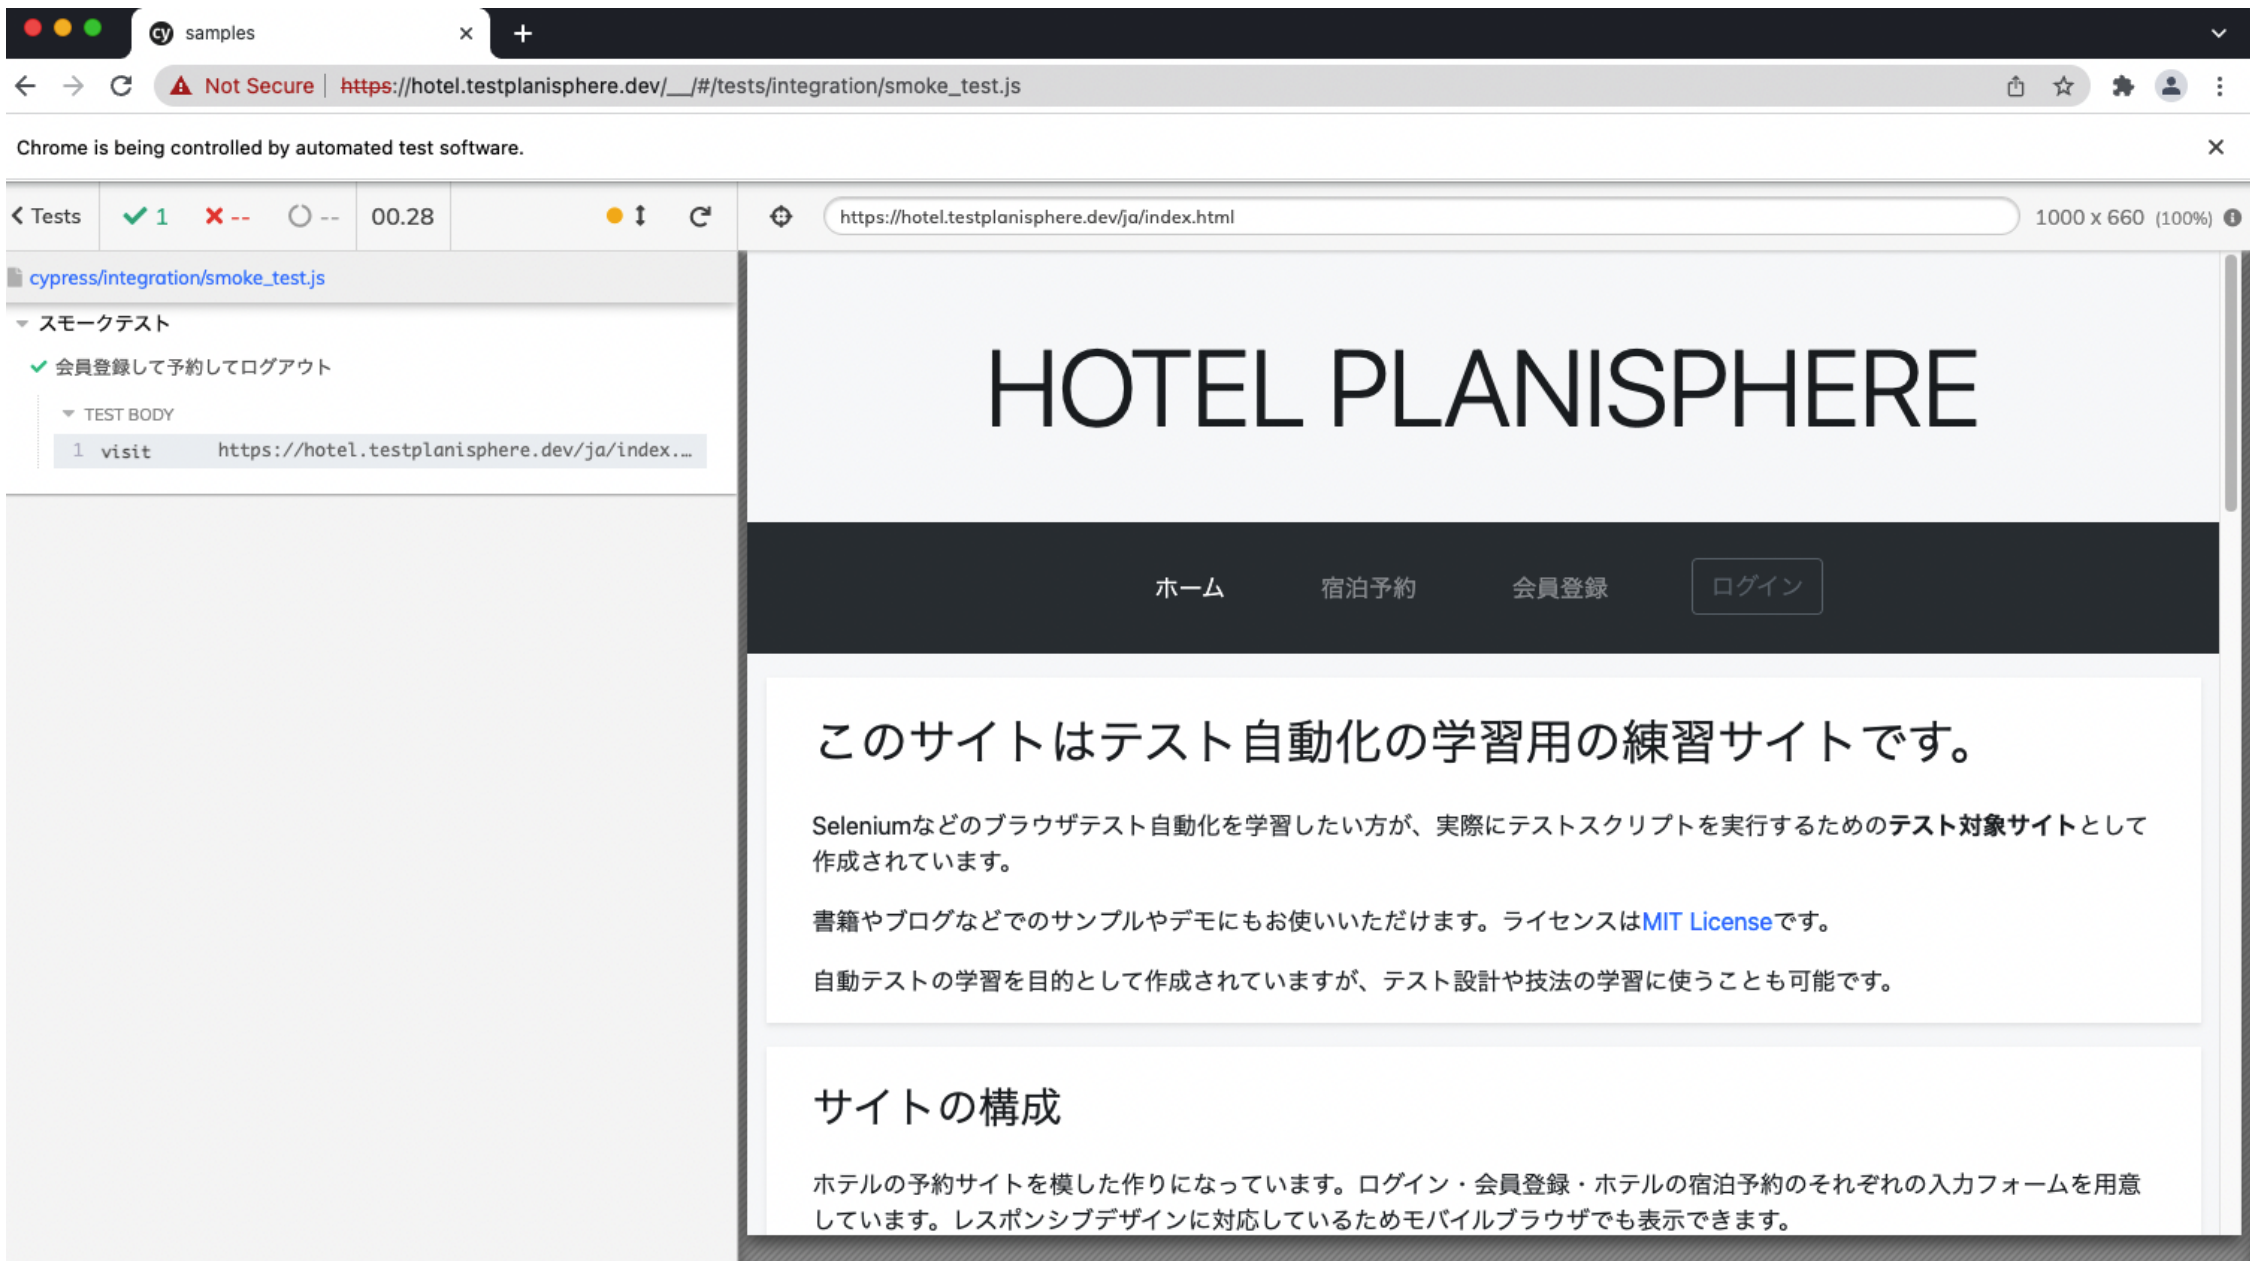 samples
Not Secure https://hotel.testplanisphere.dev/__/#/tests/integration/smoke_test.js
Chrome is being controlled by automated test software.
Tests 1 -- -- 00.28
https://hotel.testplanisphere.dev/ja/index.html 1000 x 660 (100%)
cypress/integration/smoke_test.js
スモークテスト
会員登録して予約してログアウト
TEST BODY
1 visit https://hotel.testplanisphere.dev/ja/index.…
HOTEL PLANISPHERE
ホーム 宿泊予約 会員登録 ログイン
このサイトはテスト自動化の学習用の練習サイトです。
Seleniumなどのブラウザテスト自動化を学習したい方が、実際にテストスクリプトを実行するためのテスト対象サイトとして
作成されています。
書籍やブログなどでのサンプルやデモにもお使いいただけます。ライセンスはMIT Licenseです。
自動テストの学習を目的として作成されていますが、テスト設計や技法の学習に使うことも可能です。
サイトの構成
ホテルの予約サイトを模した作りになっています。ログイン・会員登録・ホテルの宿泊予約のそれぞれの入力フォームを用意
しています。レスポンシブデザインに対応しているためモバイルブラウザでも表示できます。